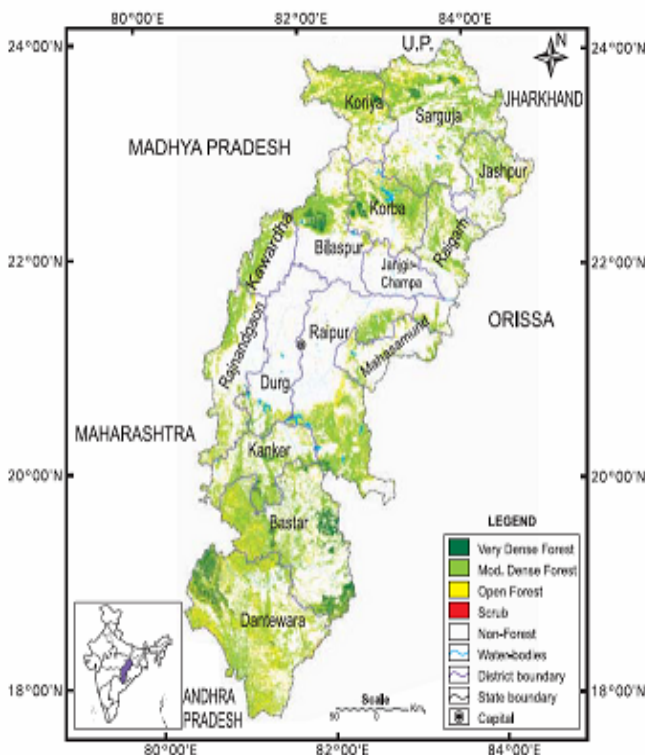 80°00'E 82°00'E 84°00'E
U.P. N
24°00'N 24°00'N
Koriya
JHARKHAND
Sarguja
MADHYA PRADESH
Jashpur
Korba
Kawardha
Bilaspur
Raigarh
22°00'N 22°00'N
Janjgir-
Champa
ORISSA
Rajnandgaon
Raipur
Mahasamund
Durg
MAHARASHTRA
Kanker
20°00'N 20°00'N
Bastar
LEGEND
Very Dense Forest
Mod. Dense Forest
Open Forest
Scrub
Non-Forest
Water-bodies
District boundary
State boundary
Capital
Dantewara
18°00'N 18°00'N
ANDHRA
PRADESH
Scale
0
80°00'E 82°00'E 84°00'E